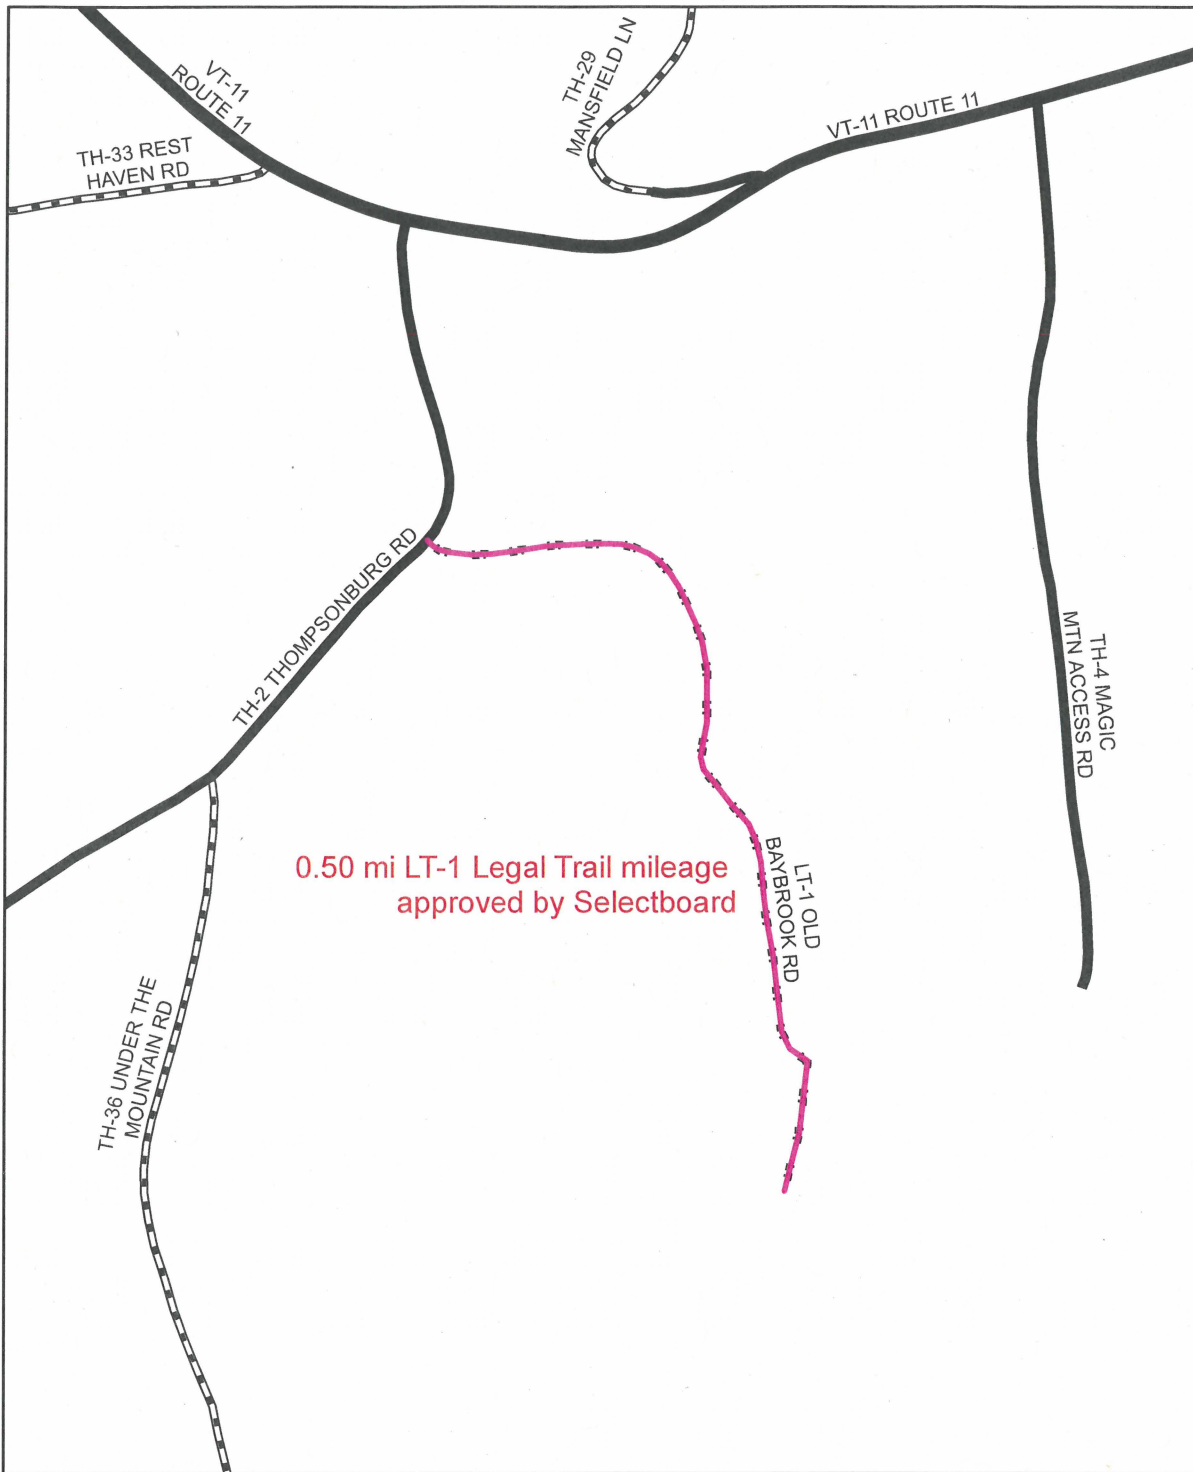 VT-11
ROUTE 11
TH-29
MANSFIELD LN
VT-11 ROUTE 11
TH-33 REST
HAVEN RD
TH-2 THOMPSONBURG RD
TH-4 MAGIC
MTN ACCESS RD
0.50 mi LT-1 Legal Trail mileage
approved by Selectboard
LT-1 OLD
BAYBROOK RD
TH-36 UNDER THE
MOUNTAIN RD